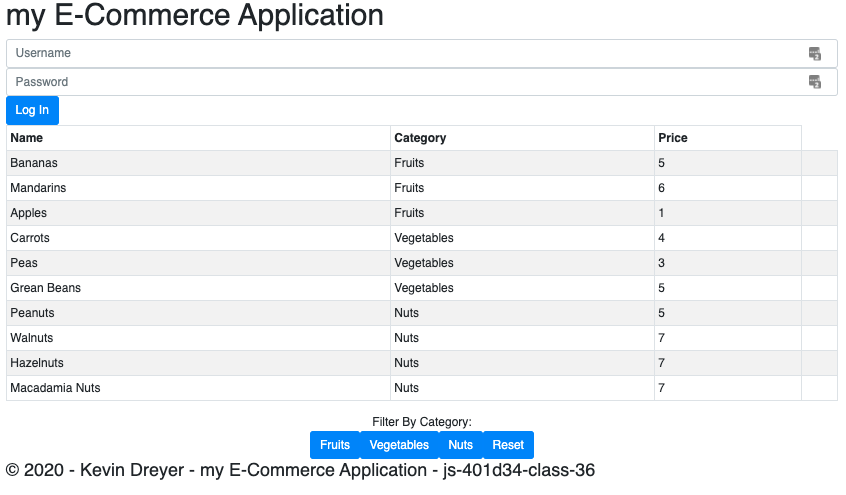 my E-Commerce Application
Username
Password
Log In
Name Category Price
Bananas Fruits 5
Mandarins Fruits 6
Apples Fruits 1
Carrots Vegetables 4
Peas Vegetables 3
Grean Beans Vegetables 5
Peanuts Nuts 5
Walnuts Nuts 7
Hazelnuts Nuts 7
Macadamia Nuts Nuts 7
Filter By Category:
Fruits Vegetables Nuts Reset
© 2020 - Kevin Dreyer - my E-Commerce Application - js-401d34-class-36